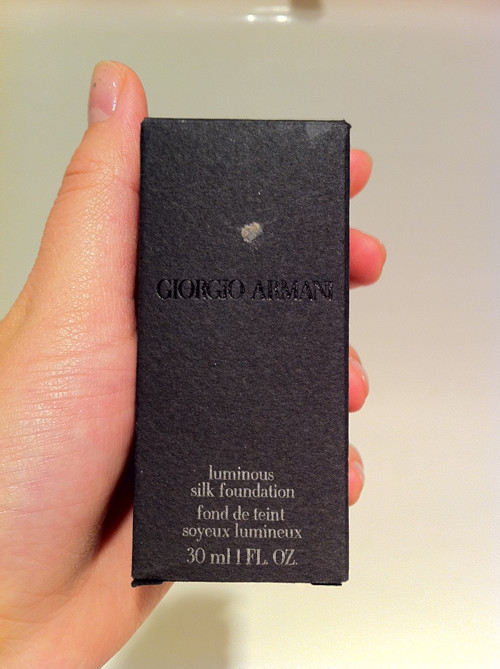 GIORGIO ARMANI
luminous
silk foundation
fond de teint
soyeux lumineux
30 ml 1 FL. OZ.